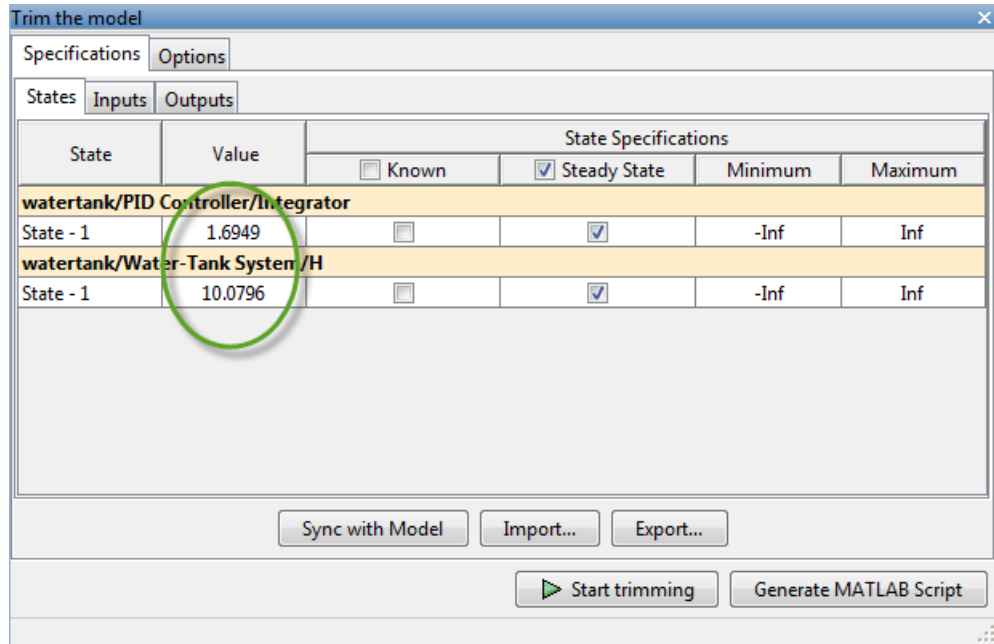 Trim the model
Specifications Options
States Inputs Outputs
State Value State Specifications
Known Steady State Minimum Maximum
watertank/PID Controller/Integrator
State - 1 1.6949 -Inf Inf
watertank/Water-Tank System/H
State - 1 10.0796 -Inf Inf
Sync with Model Import... Export...
Start trimming Generate MATLAB Script